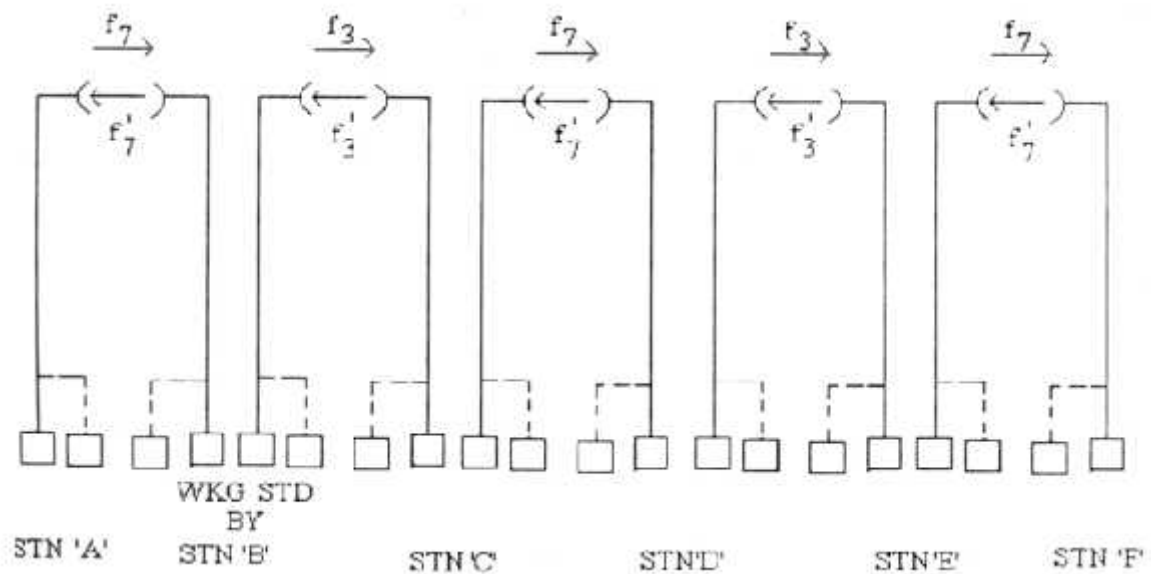 f7 f3 f7 f3 f7
f'7 f'3 f'7 f'3 f'7
WKG STD
BY
STN 'A' STN 'B' STN 'C' STN 'D' STN 'E' STN 'F'